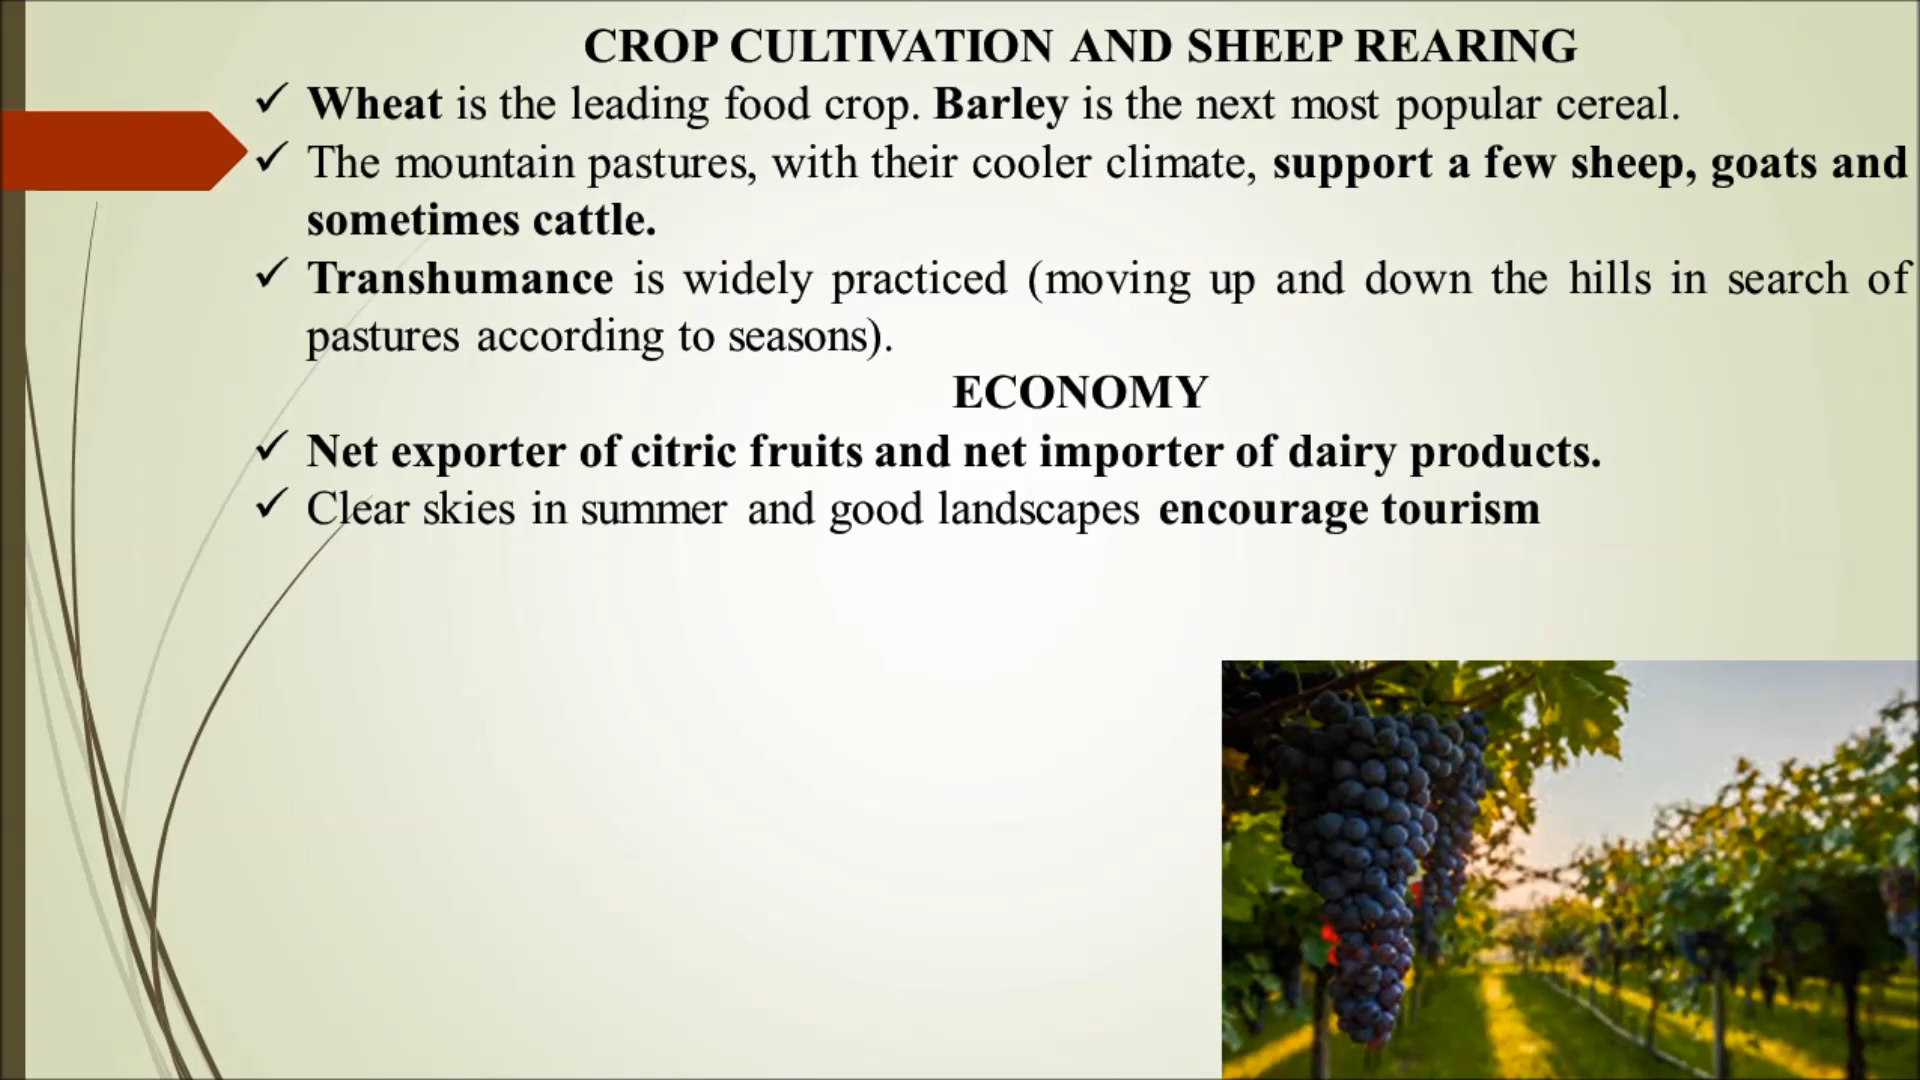 CROP CULTIVATION AND SHEEP REARING
✓ Wheat is the leading food crop. Barley is the next most popular cereal.
✓ The mountain pastures, with their cooler climate, support a few sheep, goats and
sometimes cattle.
✓ Transhumance is widely practiced (moving up and down the hills in search of
pastures according to seasons).
ECONOMY
✓ Net exporter of citric fruits and net importer of dairy products.
✓ Clear skies in summer and good landscapes encourage tourism